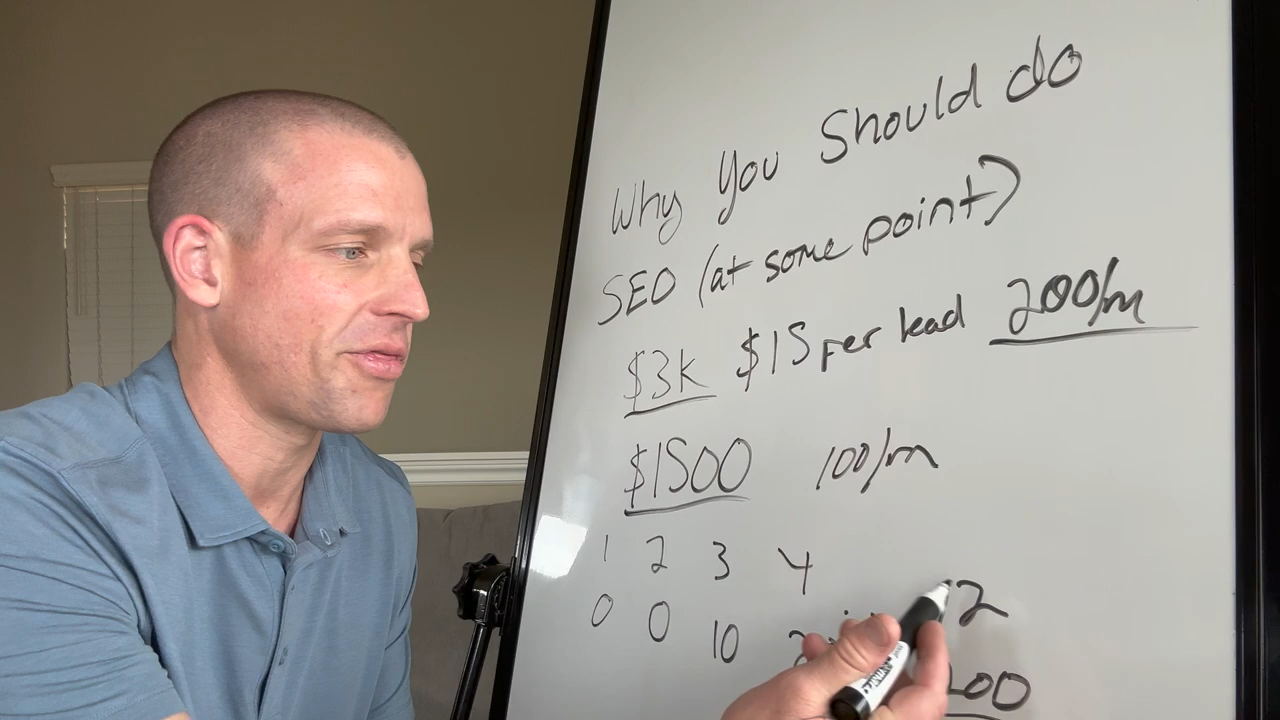 Why You Should do
SEO (at some point)
$3k $15 per lead 200/m
$1500 100/m
1 2 3 4
0 0 10